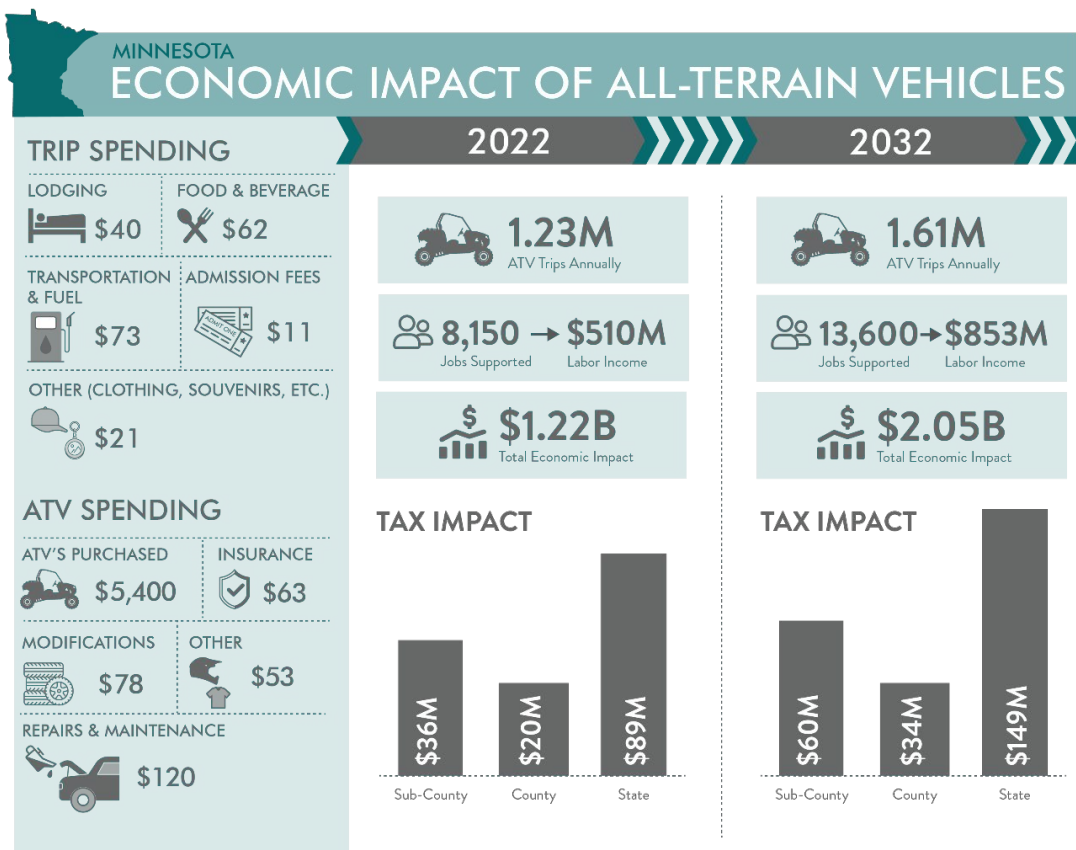 MINNESOTA
ECONOMIC IMPACT OF ALL-TERRAIN VEHICLES
TRIP SPENDING
LODGING
$40
FOOD & BEVERAGE
$62
TRANSPORTATION
& FUEL
$73
ADMISSION FEES
ADMIT ONE
$11
OTHER (CLOTHING, SOUVENIRS, ETC.)
$21
ATV SPENDING
ATV'S PURCHASED
$5,400
INSURANCE
$63
MODIFICATIONS
$78
OTHER
$53
REPAIRS & MAINTENANCE
$120
2022
1.23M
ATV Trips Annually
8,150 → $510M
Jobs Supported Labor Income
$
$1.22B
Total Economic Impact
TAX IMPACT
$36M
$20M
$89M
Sub-County County State
2032
1.61M
ATV Trips Annually
13,600 → $853M
Jobs Supported Labor Income
$
$2.05B
Total Economic Impact
TAX IMPACT
$60M
$34M
$149M
Sub-County County State